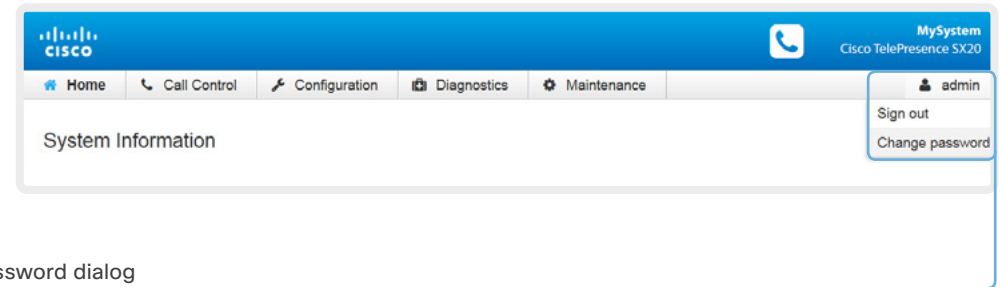 CISCO
MySystem
Cisco TelePresence SX20
Home Call Control Configuration Diagnostics Maintenance admin
Sign out
System Information
Change password
password dialog